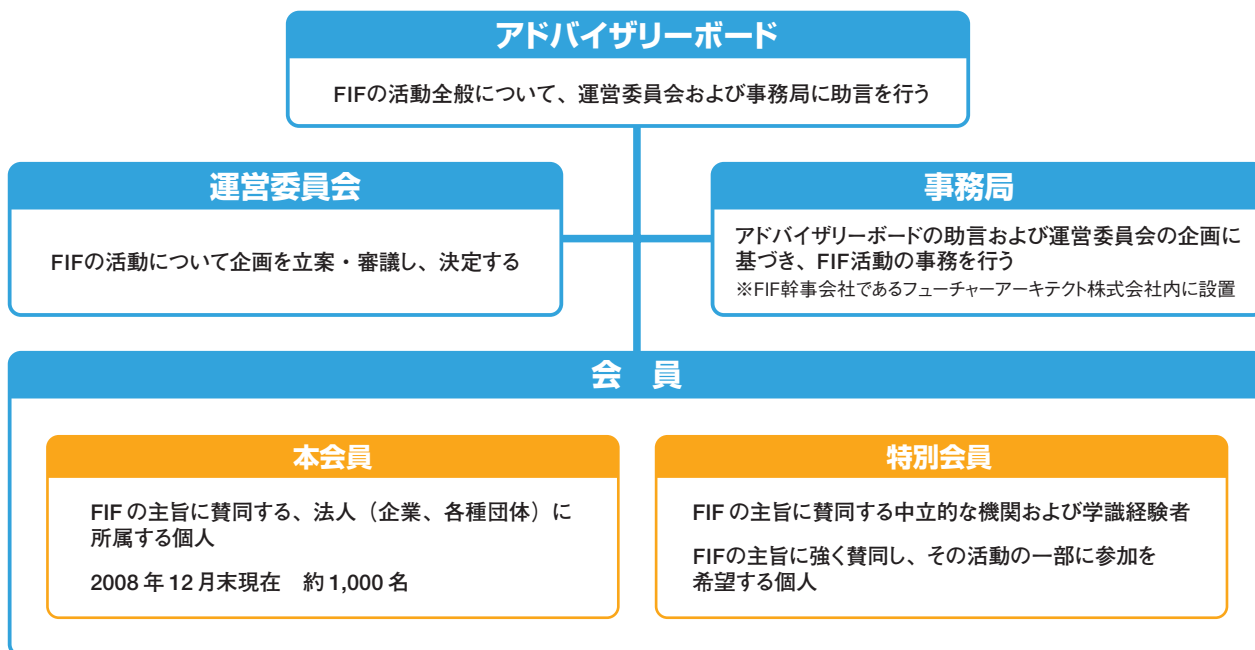 アドバイザリーボード
FIFの活動全般について、運営委員会および事務局に助言を行う
運営委員会
FIFの活動について企画を立案・審議し、決定する
事務局
アドバイザリーボードの助言および運営委員会の企画に
基づき、FIF活動の事務を行う
※FIF幹事会社であるフューチャーアーキテクト株式会社内に設置
会 員
本会員
FIF の主旨に賛同する、法人（企業、各種団体）に
所属する個人
2008 年 12 月末現在 約 1,000 名
特別会員
FIF の主旨に賛同する中立的な機関および学識経験者
FIFの主旨に強く賛同し、その活動の一部に参加を
希望する個人